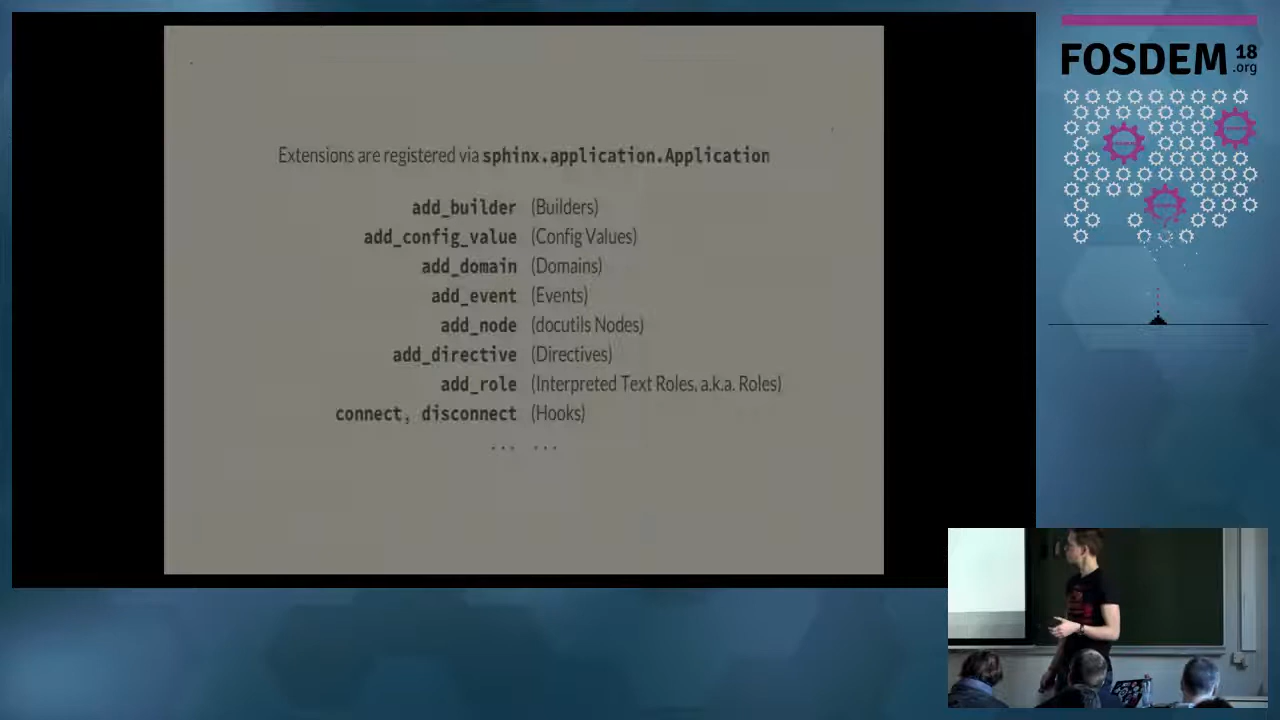 FOSDEM 18
.org
Extensions are registered via sphinx.application.Application
add_builder (Builders)
add_config_value (Config Values)
add_domain (Domains)
add_event (Events)
add_node (docutils Nodes)
add_directive (Directives)
add_role (Interpreted Text Roles, a.k.a. Roles)
connect, disconnect (Hooks)
... ...